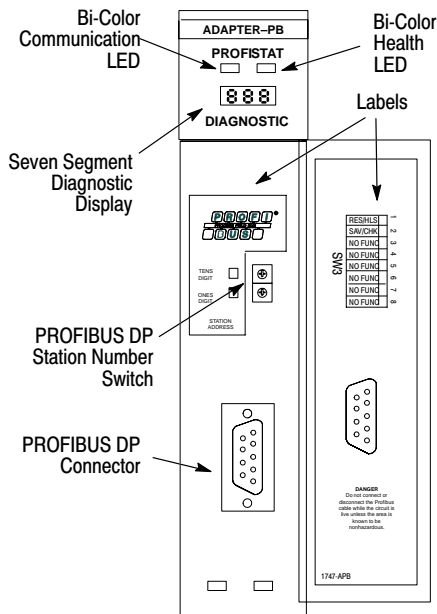 Bi-Color
Communication
LED
ADAPTER–PB
PROFISTAT
888
DIAGNOSTIC
Bi-Color
Health
LED
Labels
Seven Segment
Diagnostic
Display
PROFI
BUS
TENS
DIGIT
ONES
DIGIT
STATION
ADDRESS
PROFIBUS DP
Station Number
Switch
PROFIBUS DP
Connector
SW3
RES/HLS 1
SAV/CHK 2
NO FUNC 3
NO FUNC 4
NO FUNC 5
NO FUNC 6
NO FUNC 7
NO FUNC 8
DANGER
Do not connect or
disconnect the Profibus
cable while the circuit is
live unless the area is
known to be
nonhazardous.
1747-APB